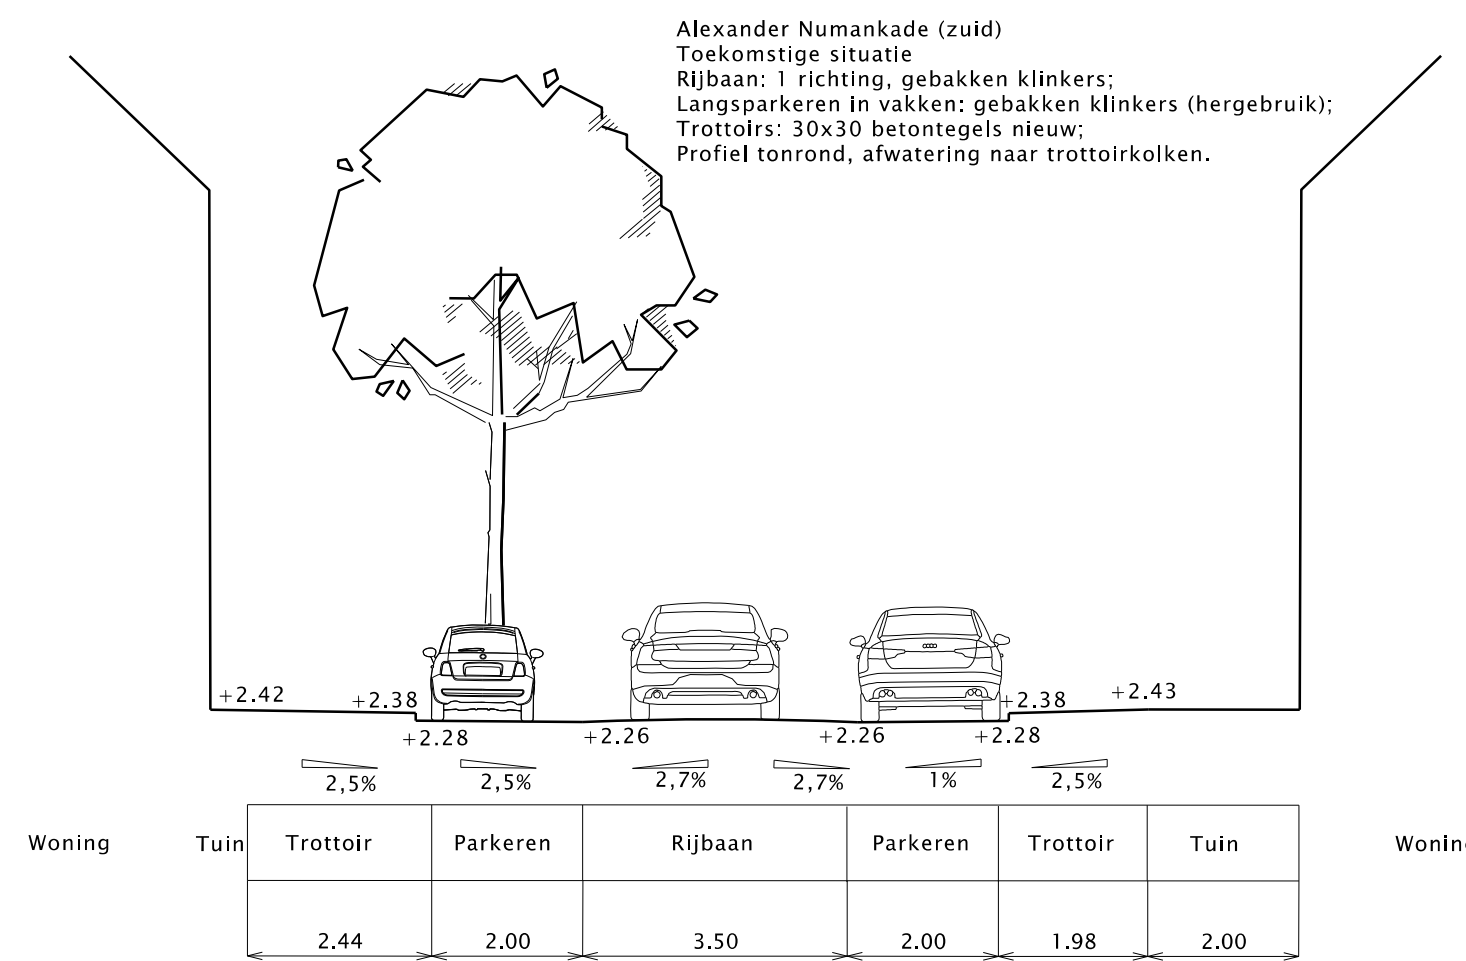 Alexander Numankade (zuid)
Toekomstige situatie
Rijbaan: 1 richting, gebakken klinkers;
Langsparkeren in vakken: gebakken klinkers (hergebruik);
Trottoirs: 30x30 betontegels nieuw;
Profiel tonrond, afwatering naar trottoirkolken.
+2.42 +2.38 +2.38 +2.43
+2.28 +2.26 +2.26 +2.28
2,5% 2,5% 2,7% 2,7% 1% 2,5%
Woning Tuin Trottoir Parkeren Rijbaan Parkeren Trottoir Tuin Woning
2.44 2.00 3.50 2.00 1.98 2.00